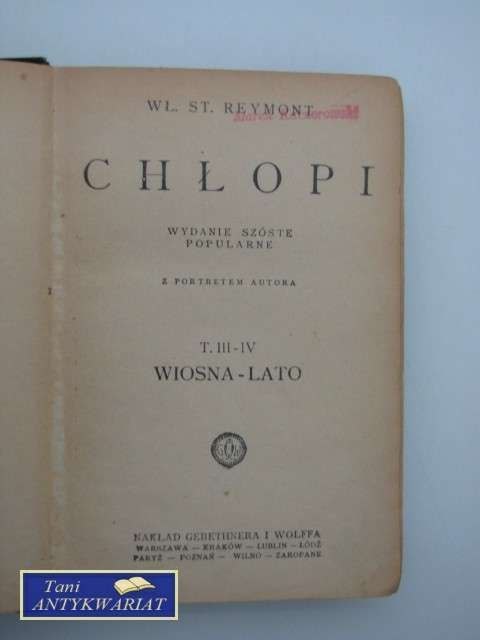 WŁ. ST. REYMONT
Marek
CHŁOPI
WYDANIE SZÓSTE
POPULARNE
Z PORTRETEM AUTORA
T. III-IV
WIOSNA-LATO
NAKŁAD GEBETHNERA I WOLFFA
WARSZAWA — KRAKÓW — LUBLIN — ŁÓDŹ
PARYŻ — POZNAŃ — WILNO — ZAKOPANE
Tani
ANTYKWARIAT